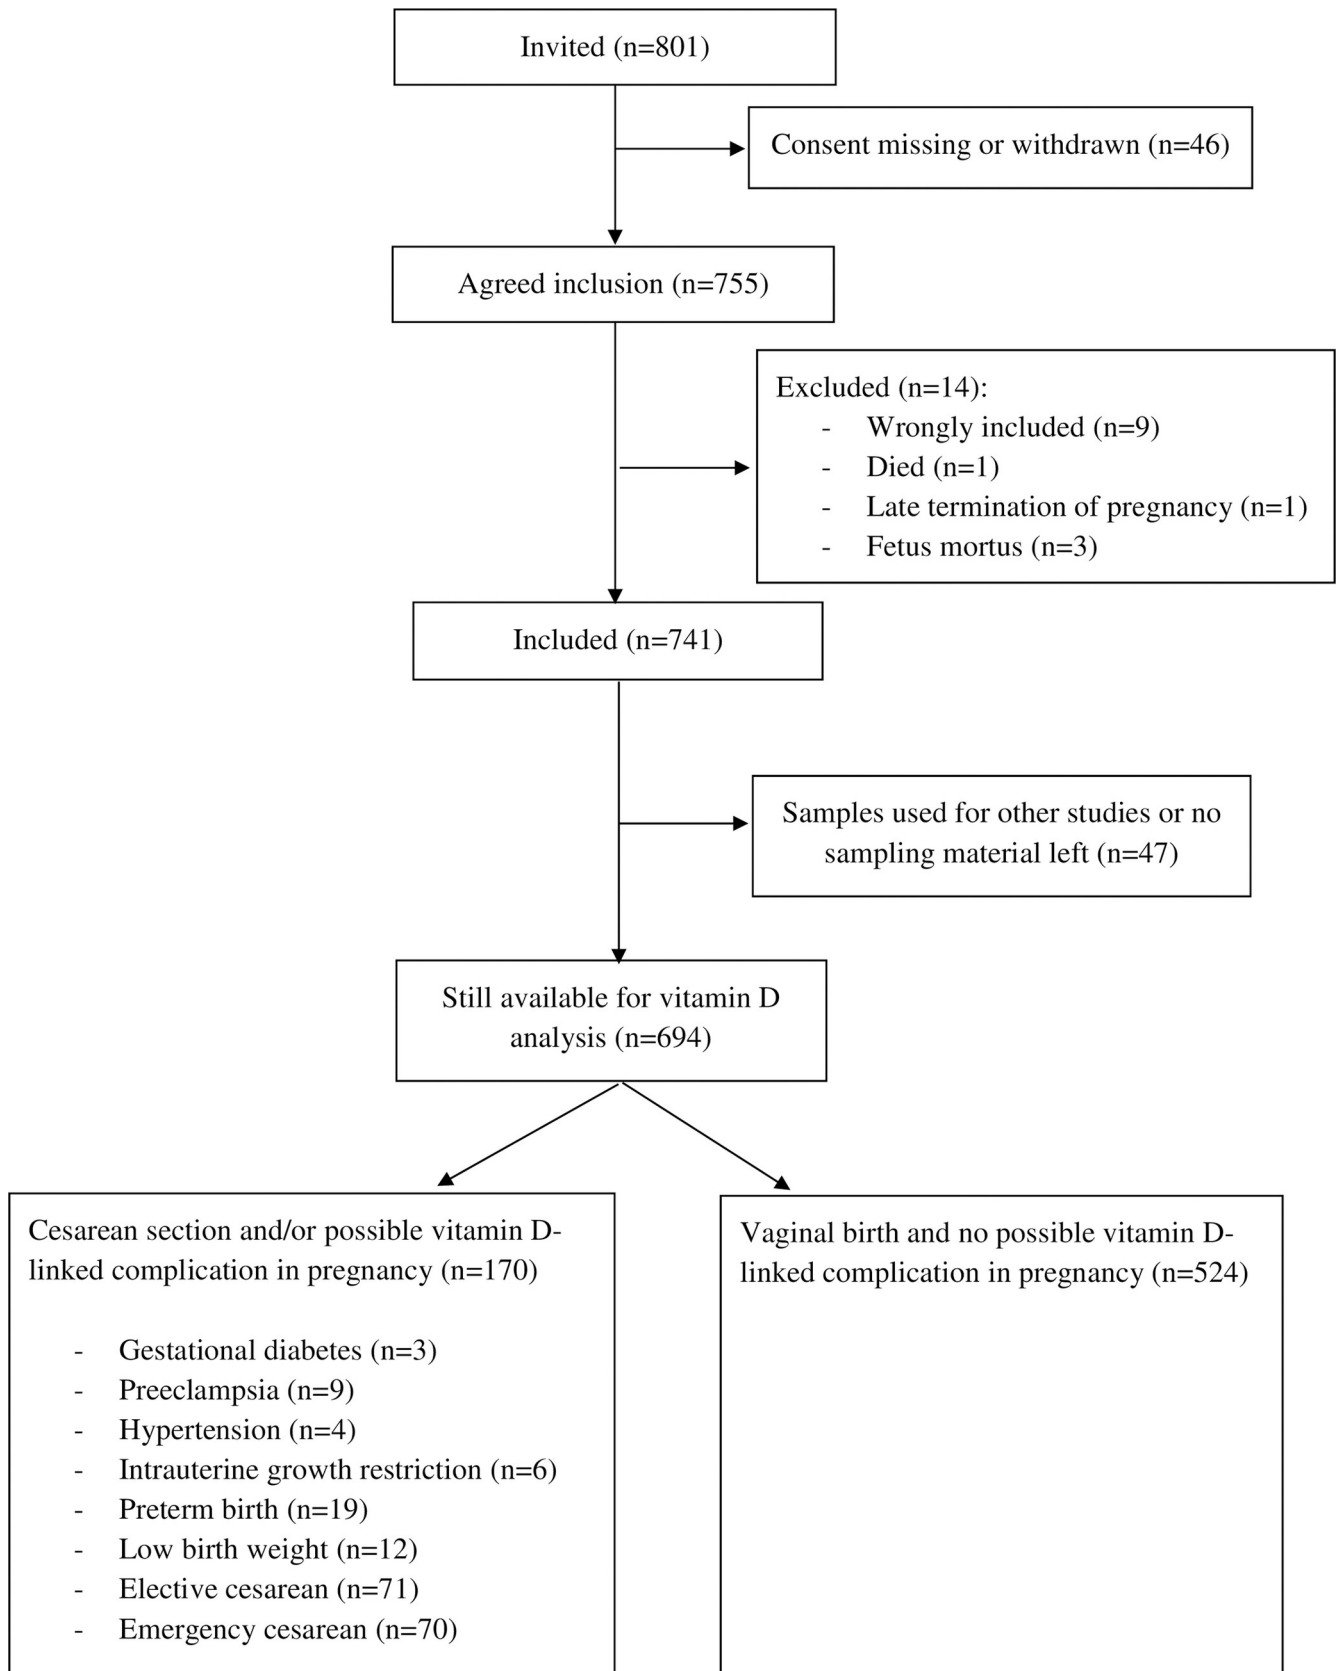 Invited (n=801)
Consent missing or withdrawn (n=46)
Agreed inclusion (n=755)
Excluded (n=14):
- Wrongly included (n=9)
- Died (n=1)
- Late termination of pregnancy (n=1)
- Fetus mortus (n=3)
Included (n=741)
Samples used for other studies or no
sampling material left (n=47)
Still available for vitamin D
analysis (n=694)
Cesarean section and/or possible vitamin D-
linked complication in pregnancy (n=170)
- Gestational diabetes (n=3)
- Preeclampsia (n=9)
- Hypertension (n=4)
- Intrauterine growth restriction (n=6)
- Preterm birth (n=19)
- Low birth weight (n=12)
- Elective cesarean (n=71)
- Emergency cesarean (n=70)
Vaginal birth and no possible vitamin D-
linked complication in pregnancy (n=524)